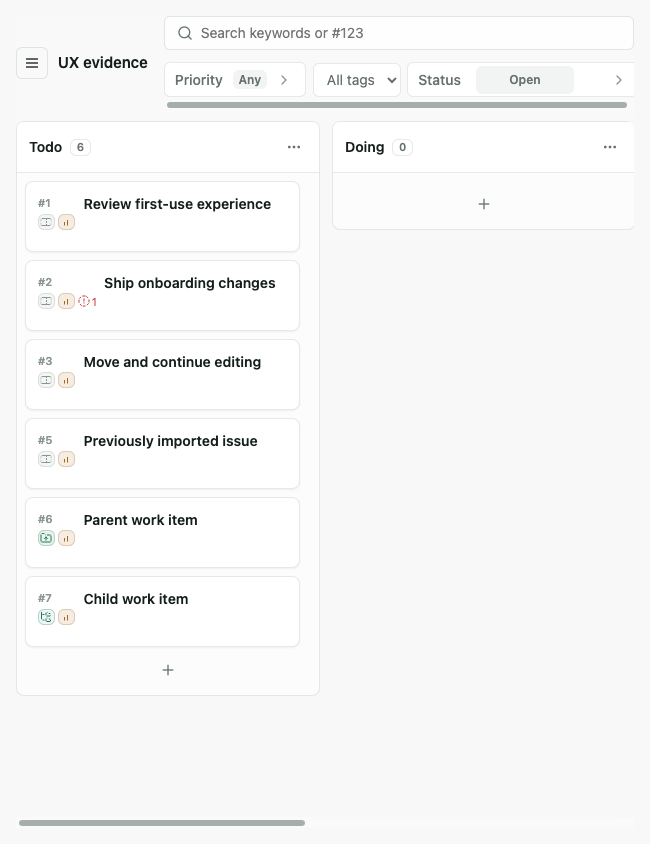 Search keywords or #123
UX evidence
Priority Any
All tags
Status Open
Todo 6
#1 Review first-use experience
#2 Ship onboarding changes
1
#3 Move and continue editing
#5 Previously imported issue
#6 Parent work item
#7 Child work item
Doing 0